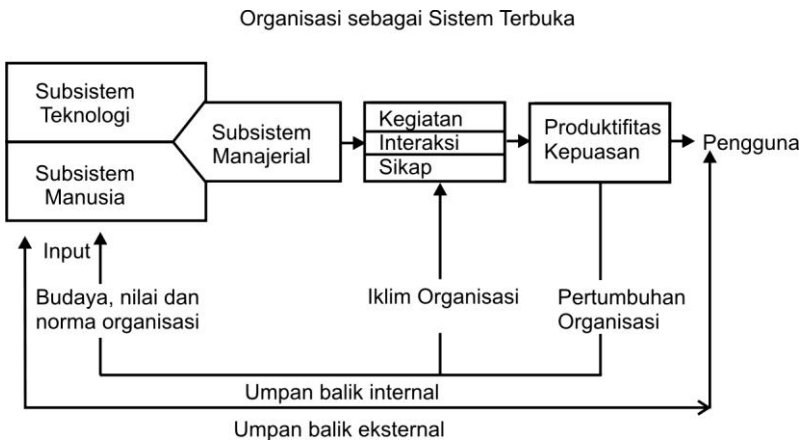 Organisasi sebagai Sistem Terbuka
Subsistem
Teknologi
Subsistem
Manusia
Subsistem
Manajerial
Kegiatan
Interaksi
Sikap
Produktifitas
Kepuasan
Pengguna
Input
Budaya, nilai dan
norma organisasi
Iklim Organisasi
Pertumbuhan
Organisasi
Umpan balik internal
Umpan balik eksternal